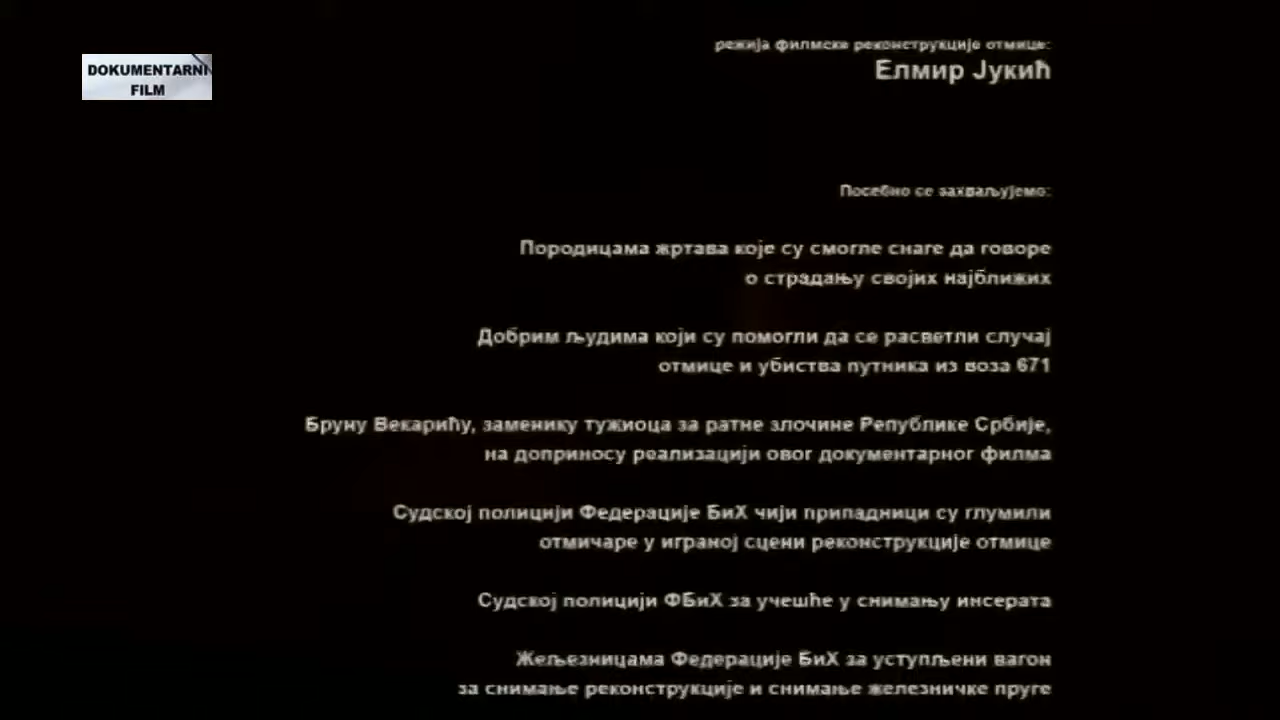 DOKUMENTARNI
FILM
режија филмске реконструкције отмице:
Елмир Јукић
Посебно се захваљујемо:
Породицама жртава које су смогле снаге да говоре
о страдању својих најближих
Добрим људима који су помогли да се расветли случај
отмице и убиства путника из воза 671
Бруну Векарићу, заменику тужиоца за ратне злочине Републике Србије,
на доприносу реализацији овог документарног филма
Судској полицији Федерације БиХ чији припадници су глумили
отмичаре у играној сцени реконструкције отмице
Судској полицији ФБиХ за учешће у снимању инсерата
Жељезницама Федерације БиХ за уступљени вагон
за снимање реконструкције и снимање железничке пруге